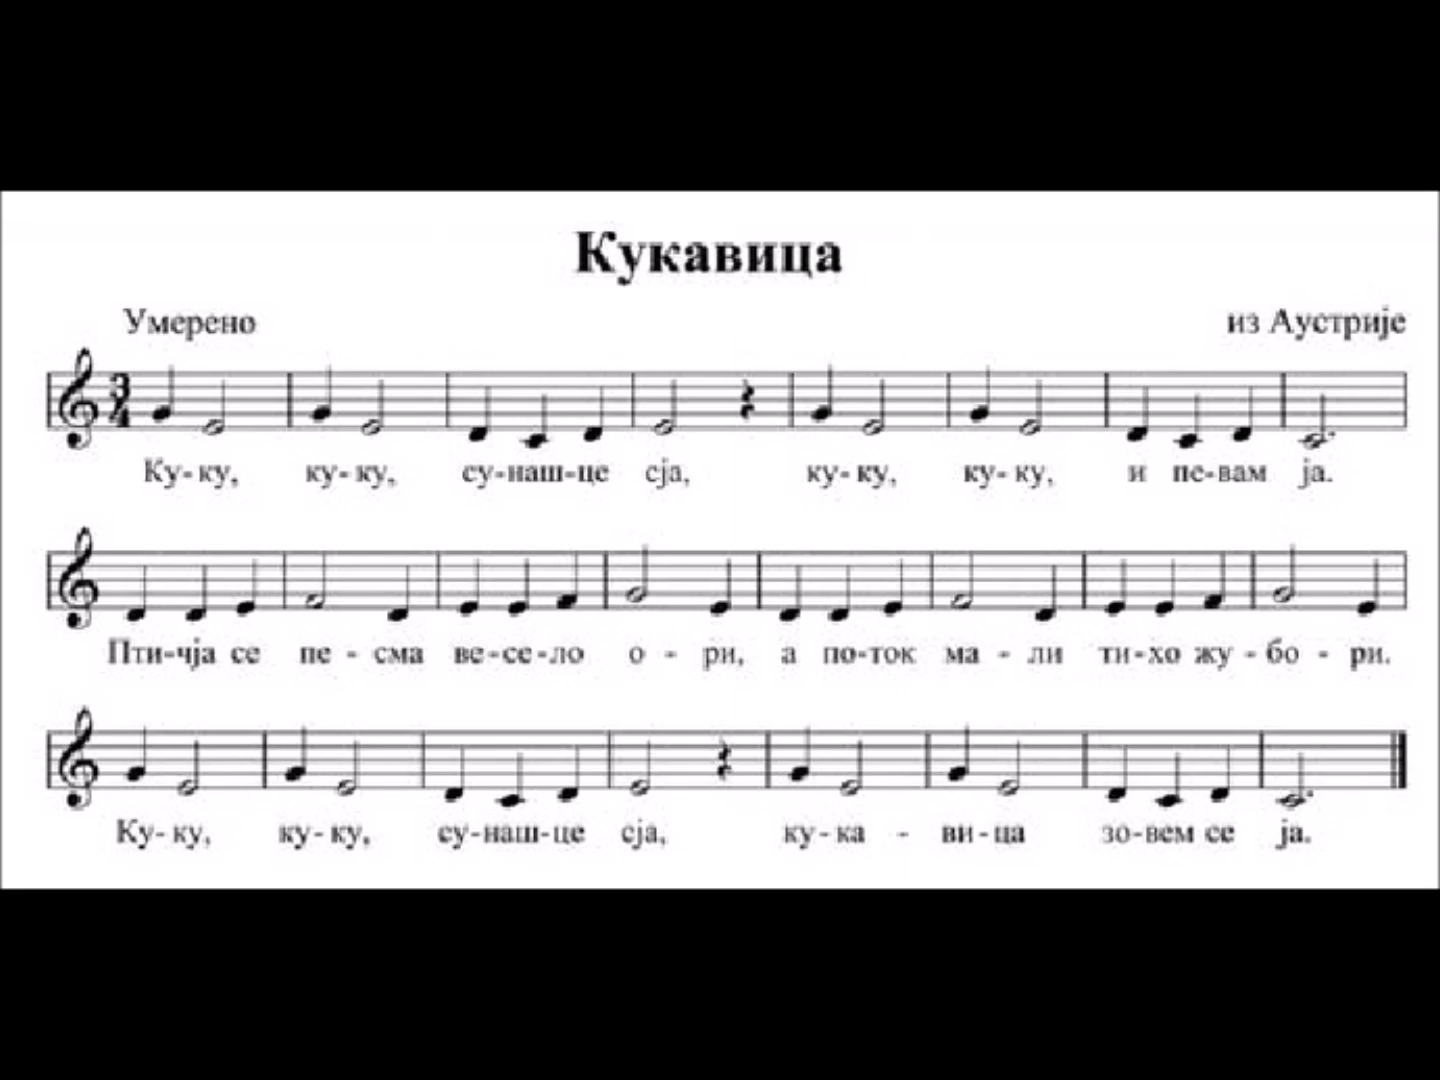 Кукавица
Умерено из Аустрије
3
4
Ку-ку, ку-ку, су-наш-це сја, ку-ку, ку-ку, и пе-вам ја.
Пти-чја се пе - сма ве-се-ло о - ри, а по-ток ма - ли ти-хо жу - бо - ри.
Ку-ку, ку-ку, су-наш-це сја, ку-ка - ви-ца зо-вем се ја.